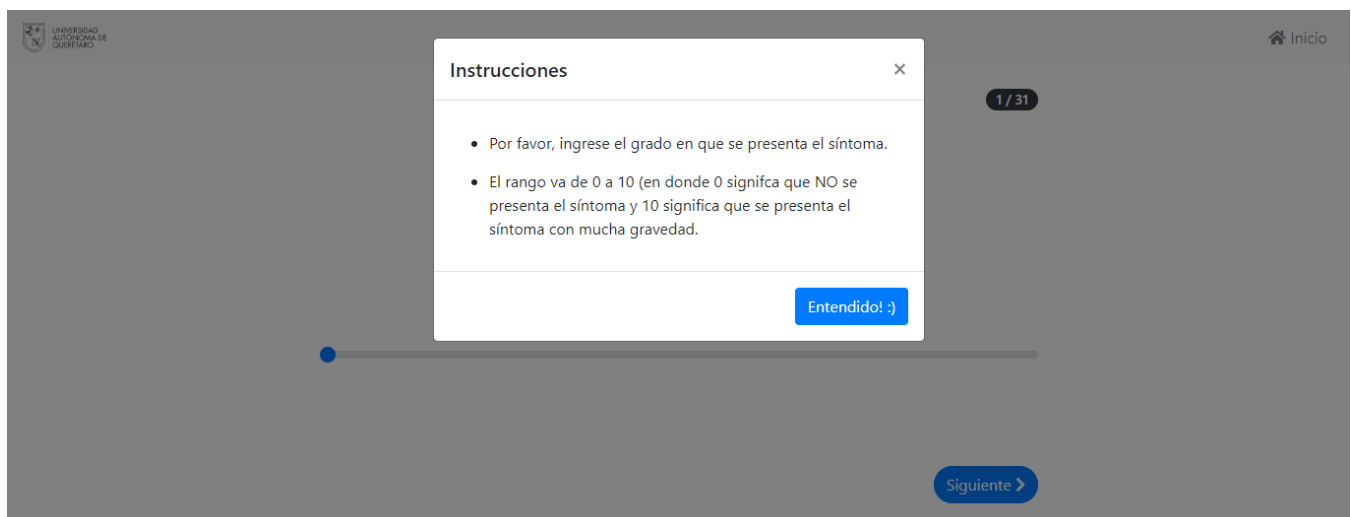 UNIVERSIDAD
AUTÓNOMA DE
QUERÉTARO
Inicio
Instrucciones
×
1 / 31
Por favor, ingrese el grado en que se presenta el síntoma.
El rango va de 0 a 10 (en donde 0 signifca que NO se
presenta el síntoma y 10 significa que se presenta el
síntoma con mucha gravedad.
Entendido! :)
Siguiente